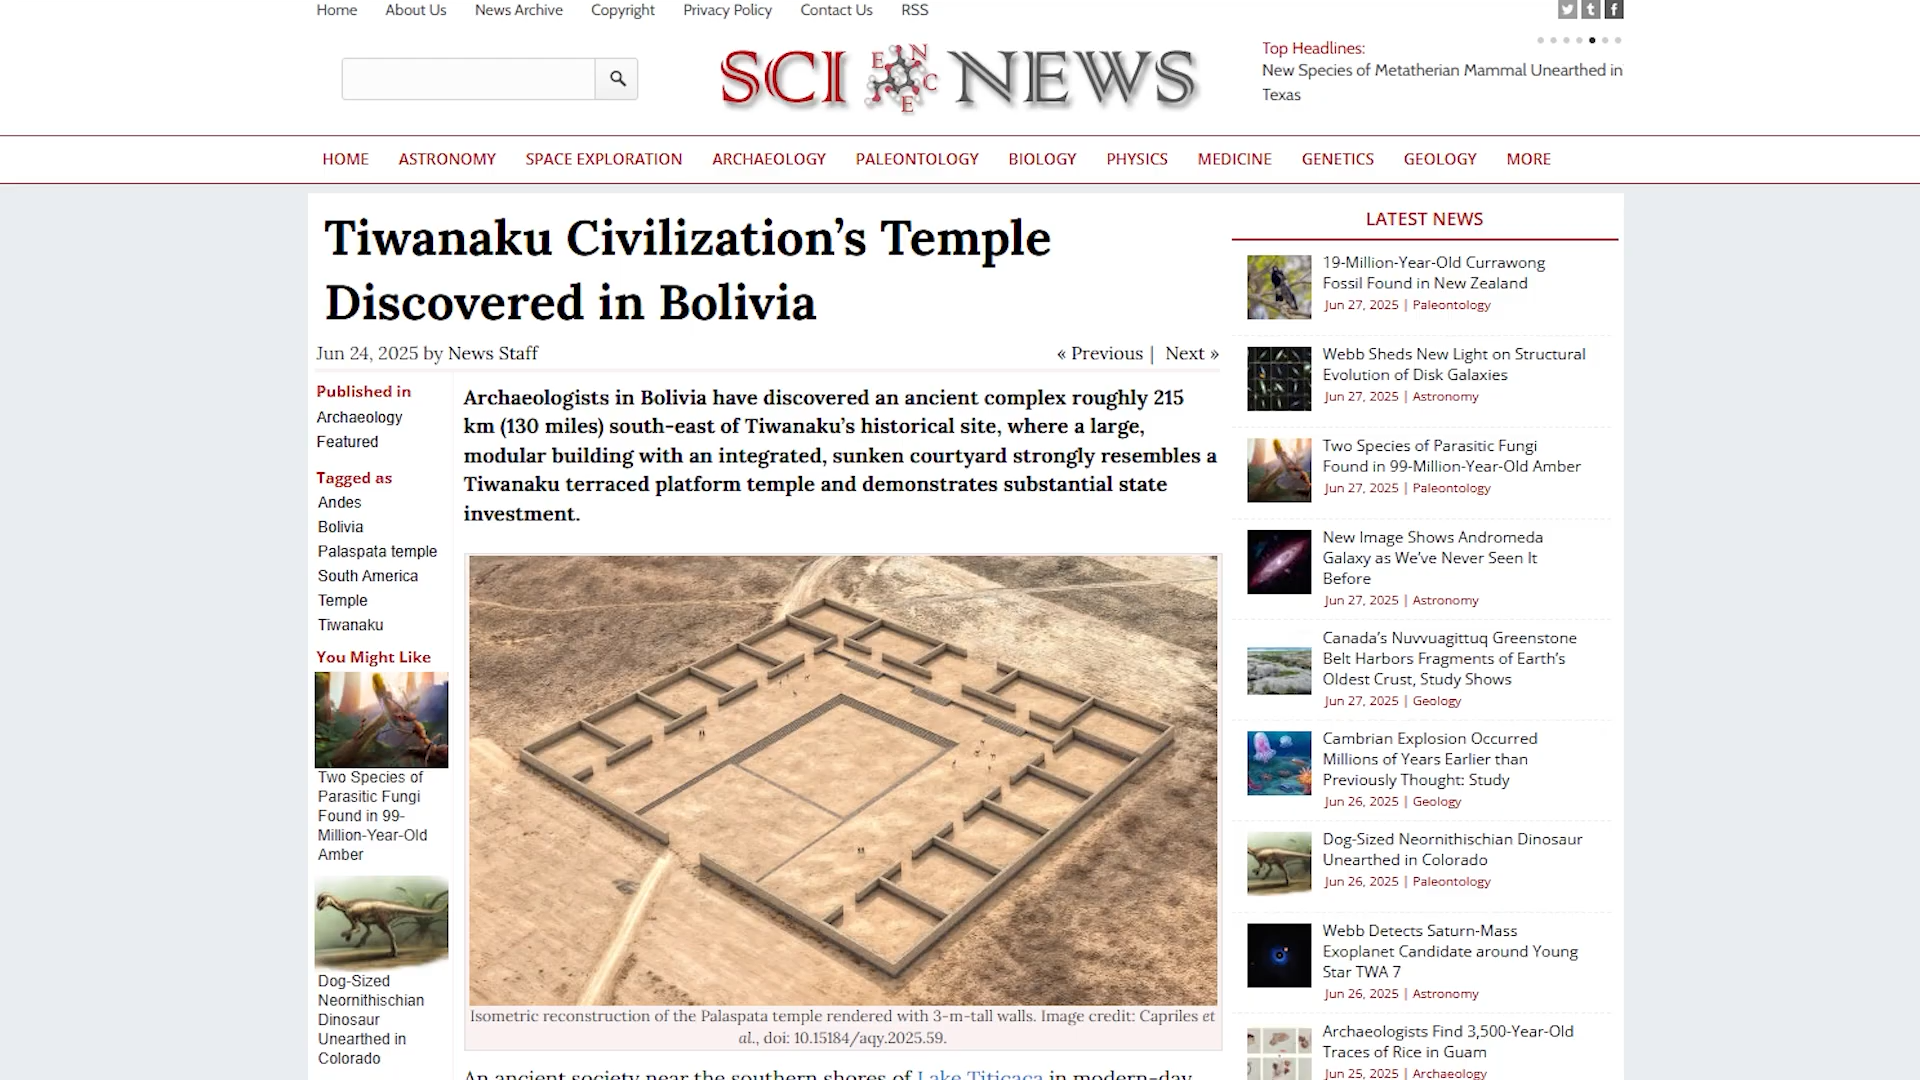 Home About Us News Archive Copyright Privacy Policy Contact Us RSS
SCI ENCE NEWS
Top Headlines:
New Species of Metatherian Mammal Unearthed in
Texas
HOME ASTRONOMY SPACE EXPLORATION ARCHAEOLOGY PALEONTOLOGY BIOLOGY PHYSICS MEDICINE GENETICS GEOLOGY MORE
Tiwanaku Civilization’s Temple
Discovered in Bolivia
Jun 24, 2025 by News Staff
« Previous | Next »
Published in
Archaeology
Featured
Tagged as
Andes
Bolivia
Palaspata temple
South America
Temple
Tiwanaku
You Might Like
Two Species of
Parasitic Fungi
Found in 99-
Million-Year-Old
Amber
Dog-Sized
Neornithischian
Dinosaur
Unearthed in
Colorado
Archaeologists in Bolivia have discovered an ancient complex roughly 215
km (130 miles) south-east of Tiwanaku’s historical site, where a large,
modular building with an integrated, sunken courtyard strongly resembles a
Tiwanaku terraced platform temple and demonstrates substantial state
investment.
Isometric reconstruction of the Palaspata temple rendered with 3-m-tall walls. Image credit: Capriles et
al., doi: 10.15184/aqy.2025.59.
An ancient society near the southern shores of Lake Titicaca in modern-day
LATEST NEWS
19-Million-Year-Old Currawong
Fossil Found in New Zealand
Jun 27, 2025 | Paleontology
Webb Sheds New Light on Structural
Evolution of Disk Galaxies
Jun 27, 2025 | Astronomy
Two Species of Parasitic Fungi
Found in 99-Million-Year-Old Amber
Jun 27, 2025 | Paleontology
New Image Shows Andromeda
Galaxy as We’ve Never Seen It
Before
Jun 27, 2025 | Astronomy
Canada’s Nuvvuagittuq Greenstone
Belt Harbors Fragments of Earth’s
Oldest Crust, Study Shows
Jun 27, 2025 | Geology
Cambrian Explosion Occurred
Millions of Years Earlier than
Previously Thought: Study
Jun 26, 2025 | Geology
Dog-Sized Neornithischian Dinosaur
Unearthed in Colorado
Jun 26, 2025 | Paleontology
Webb Detects Saturn-Mass
Exoplanet Candidate around Young
Star TWA 7
Jun 26, 2025 | Astronomy
Archaeologists Find 3,500-Year-Old
Traces of Rice in Guam
Jun 25, 2025 | Archaeology